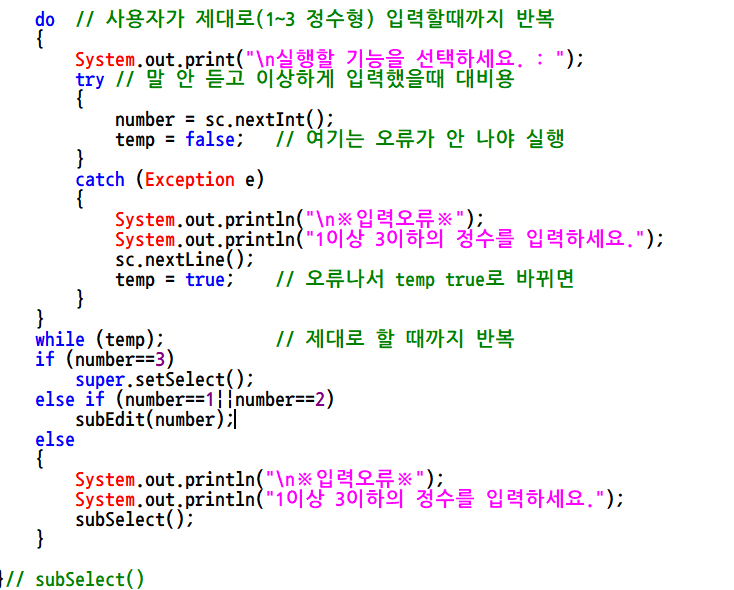 do // 사용자가 제대로(1~3 정수형) 입력할때까지 반복
{
System.out.print("\n실행할 기능을 선택하세요. : ");
try // 말 안 듣고 이상하게 입력했을때 대비용
{
number = sc.nextInt();
temp = false; // 여기는 오류가 안 나야 실행
}
catch (Exception e)
{
System.out.println("\n※입력오류※");
System.out.println("1이상 3이하의 정수를 입력하세요.");
sc.nextLine();
temp = true; // 오류나서 temp true로 바뀌면
}
}
while (temp); // 제대로 할 때까지 반복
if (number==3)
super.setSelect();
else if (number==1||number==2)
subEdit(number);
else
{
System.out.println("\n※입력오류※");
System.out.println("1이상 3이하의 정수를 입력하세요.");
subSelect();
}
}// subSelect()